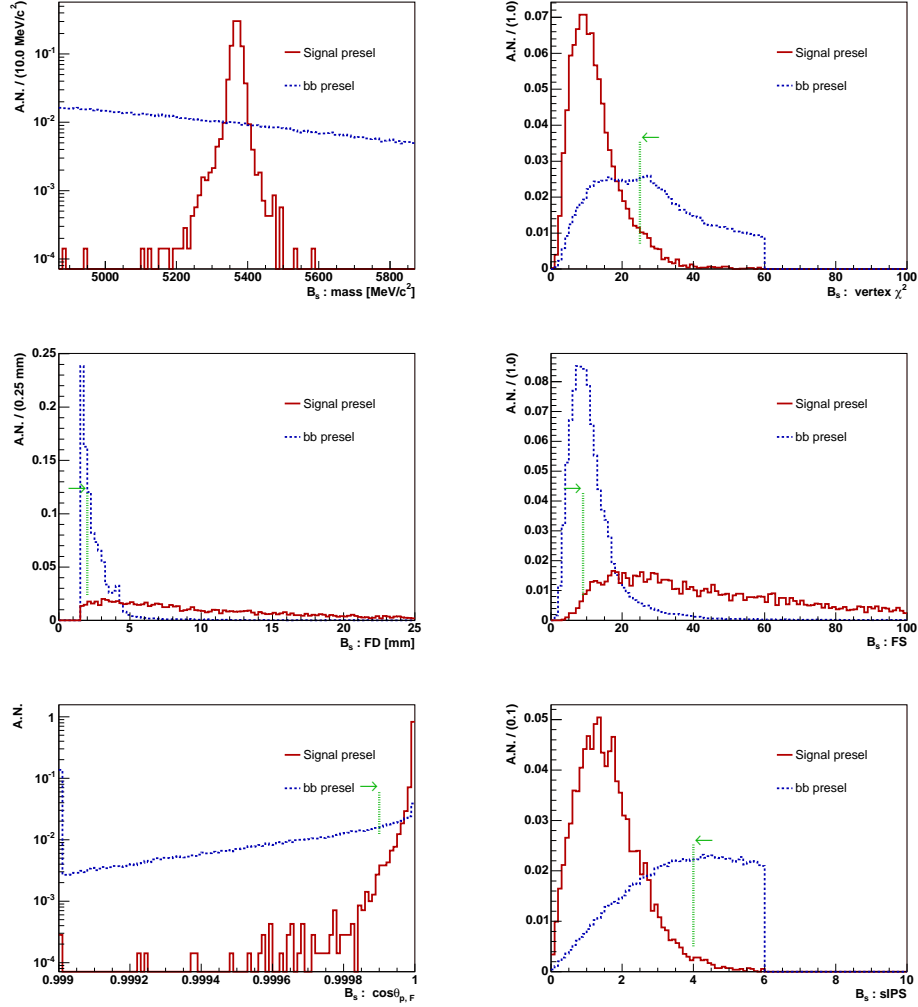 A.N. / (10.0 MeV/c²)
10⁻¹
10⁻²
10⁻³
10⁻⁴
Signal presel
bb presel
5000 5200 5400 5600 5800
Bₛ : mass [MeV/c²]
A.N. / (1.0)
0.07
0.06
0.05
0.04
0.03
0.02
0.01
0
Signal presel
bb presel
0 20 40 60 80 100
Bₛ : vertex χ²
A.N. / (0.25 mm)
0.25
0.2
0.15
0.1
0.05
0
Signal presel
bb presel
0 5 10 15 20 25
Bₛ : FD [mm]
A.N. / (1.0)
0.08
0.07
0.06
0.05
0.04
0.03
0.02
0.01
0
Signal presel
bb presel
0 20 40 60 80 100
Bₛ : FS
A.N.
1
10⁻¹
10⁻²
10⁻³
10⁻⁴
Signal presel
bb presel
0.999 0.9992 0.9994 0.9996 0.9998 1
Bₛ : cosθp, F
A.N. / (0.1)
0.05
0.04
0.03
0.02
0.01
0
Signal presel
bb presel
0 2 4 6 8 10
Bₛ : sIPS